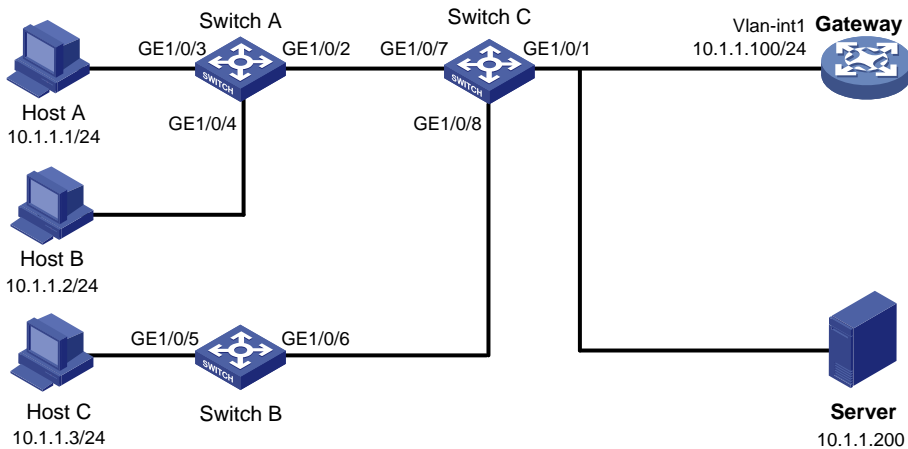 Switch A
Switch C
Vlan-int1
Gateway
GE1/0/3
GE1/0/2
GE1/0/7
GE1/0/1
10.1.1.100/24
SWITCH
SWITCH
Host A
10.1.1.1/24
GE1/0/4
GE1/0/8
Host B
10.1.1.2/24
GE1/0/5
GE1/0/6
SWITCH
Host C
10.1.1.3/24
Switch B
Server
10.1.1.200